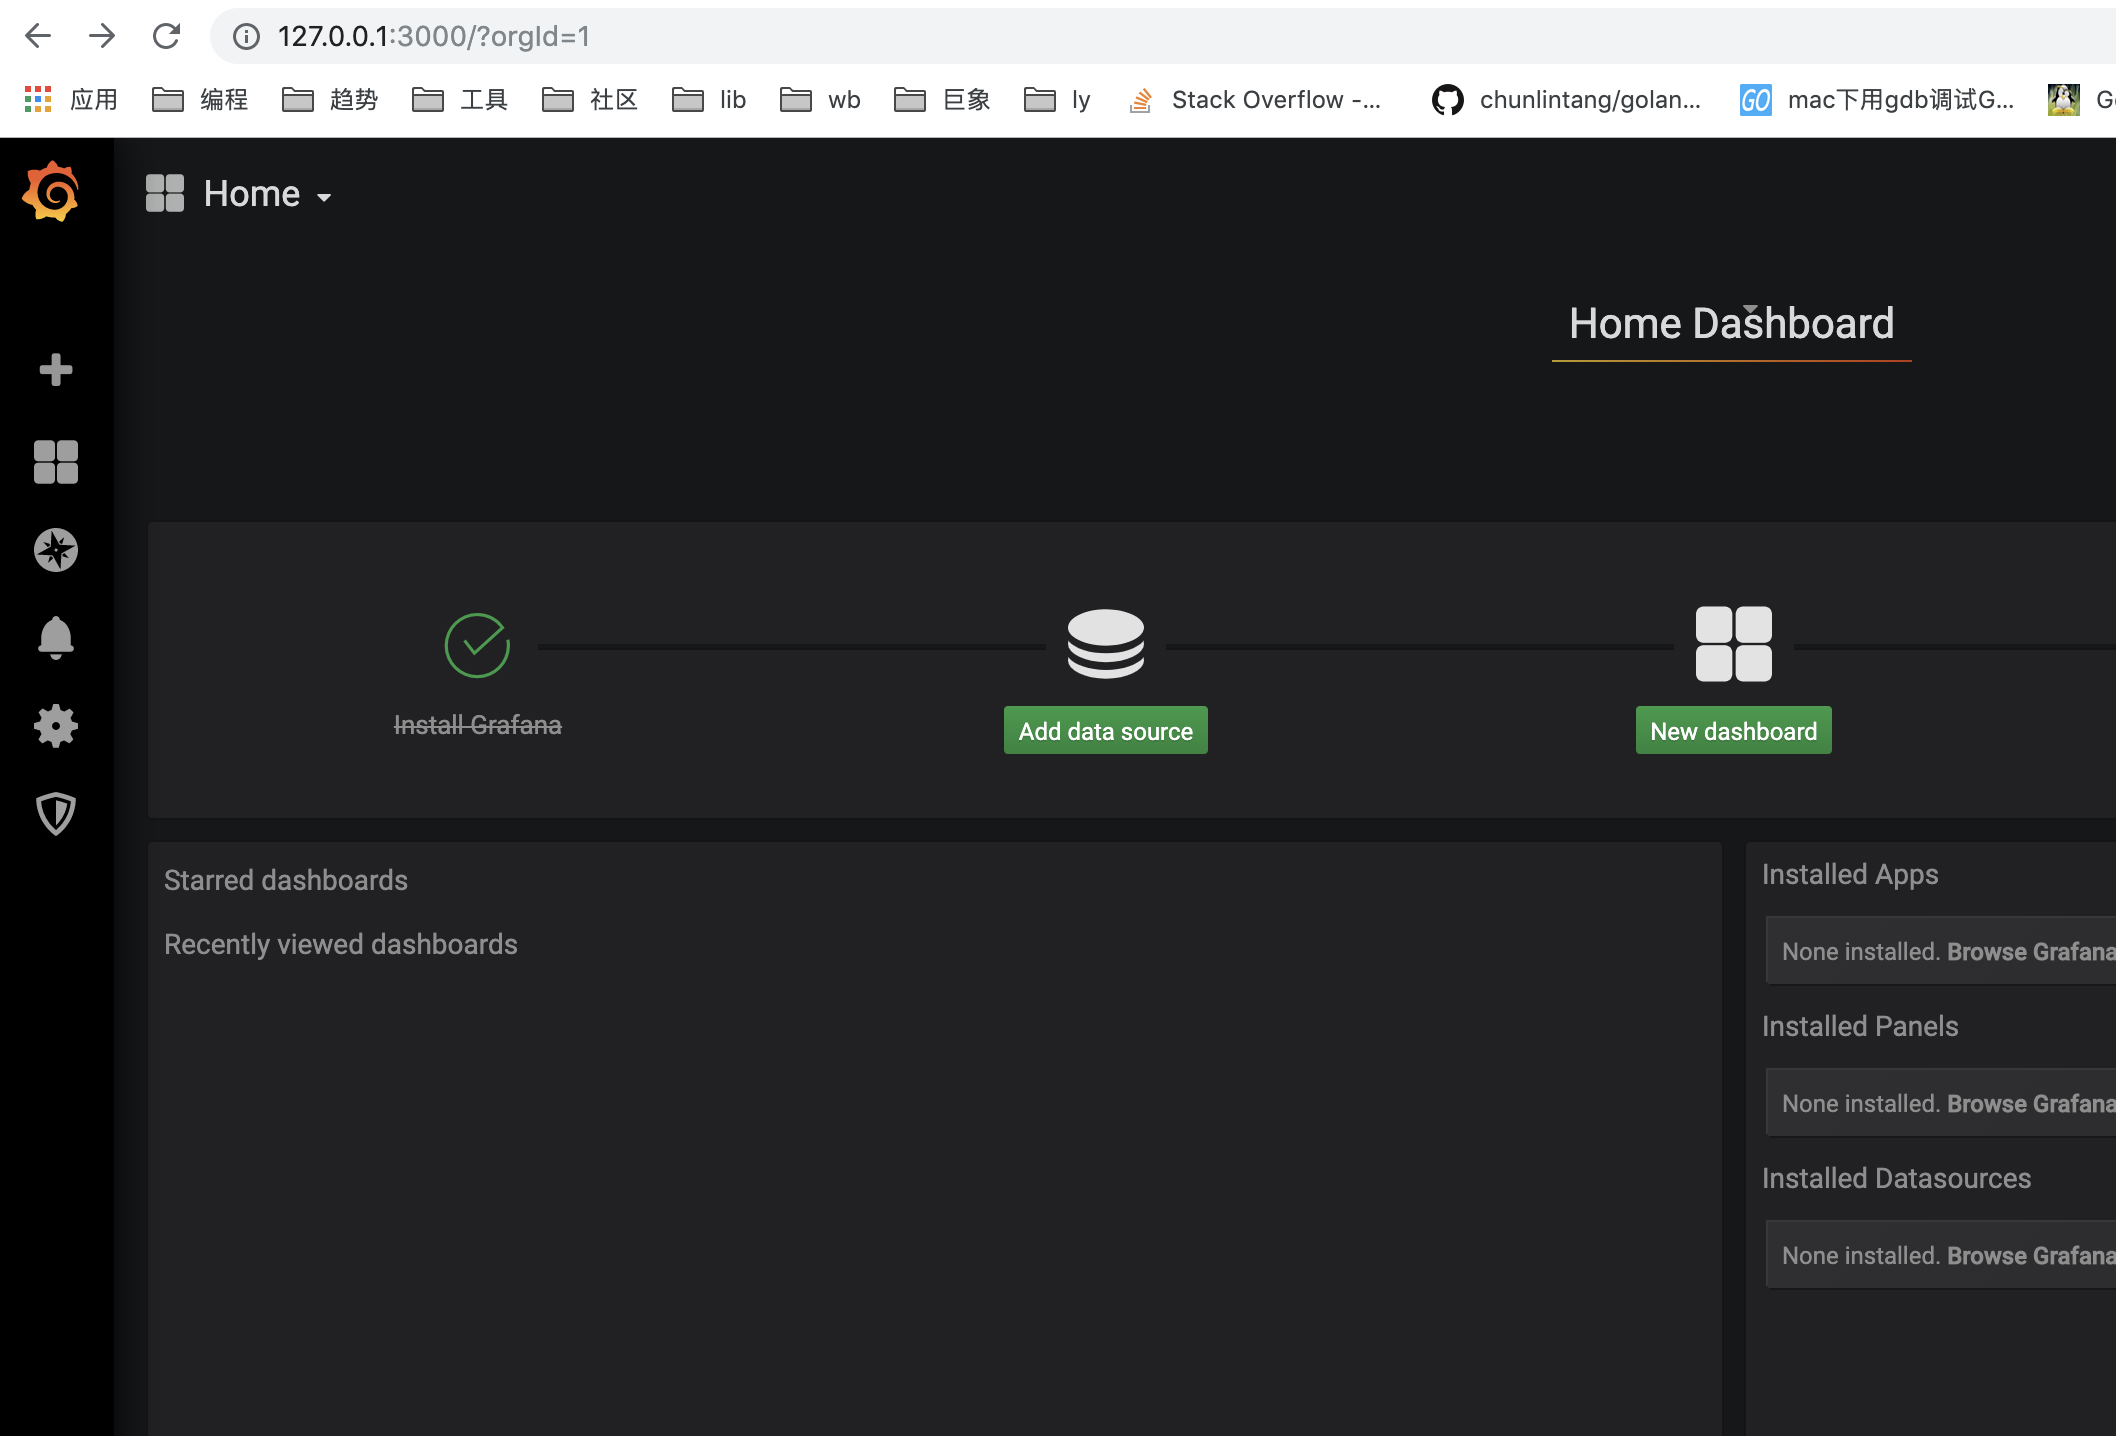 127.0.0.1:3000/?orgId=1
应用 编程 趋势 工具 社区 lib wb 巨象 ly Stack Overflow -... chunlintang/golan... GO mac下用gdb调试G...
Home
Home Dashboard
Install Grafana
Add data source
New dashboard
Starred dashboards
Recently viewed dashboards
Installed Apps
None installed. Browse Grafana
Installed Panels
None installed. Browse Grafana
Installed Datasources
None installed. Browse Grafana